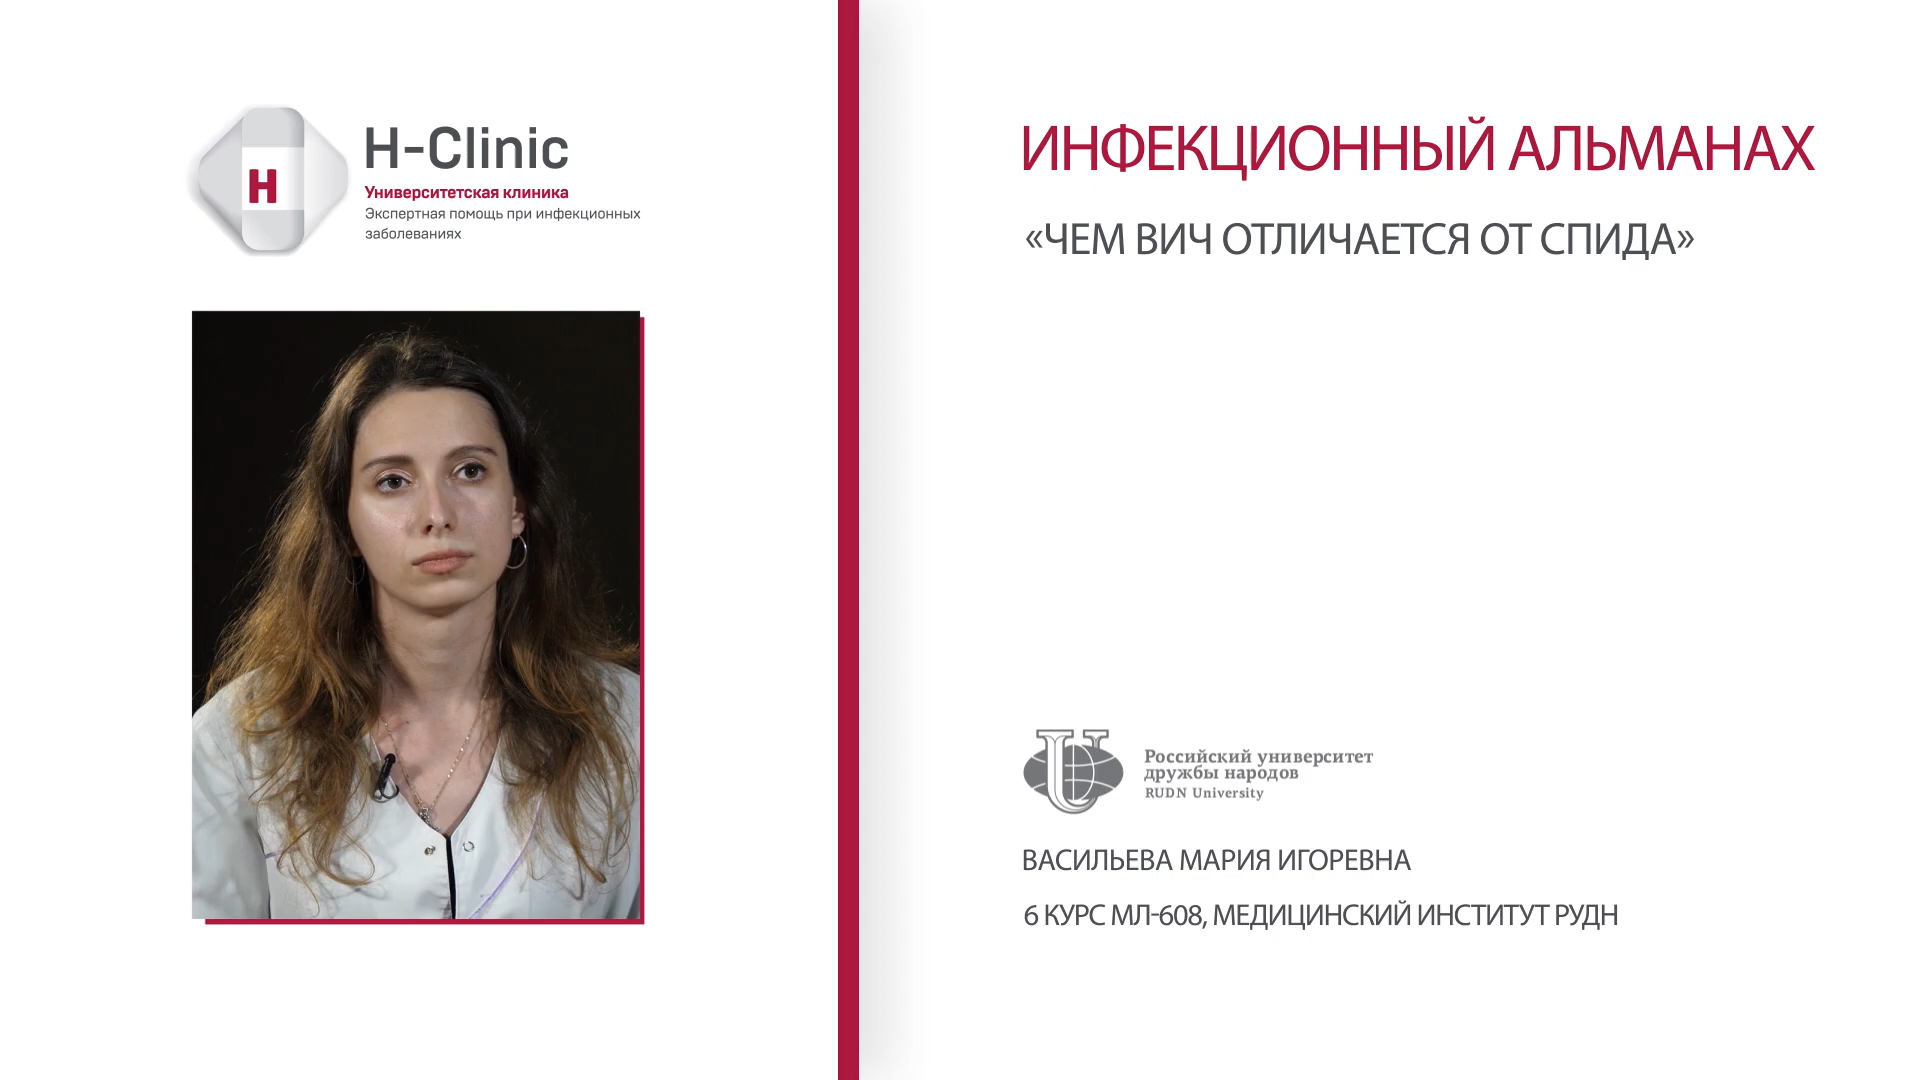 H
H-Clinic
Университетская клиника
Экспертная помощь при инфекционных
заболеваниях
ИНФЕКЦИОННЫЙ АЛЬМАНАХ
«ЧЕМ ВИЧ ОТЛИЧАЕТСЯ ОТ СПИДА»
Российский университет
дружбы народов
RUDN University
ВАСИЛЬЕВА МАРИЯ ИГОРЕВНА
6 КУРС МЛ-608, МЕДИЦИНСКИЙ ИНСТИТУТ РУДН